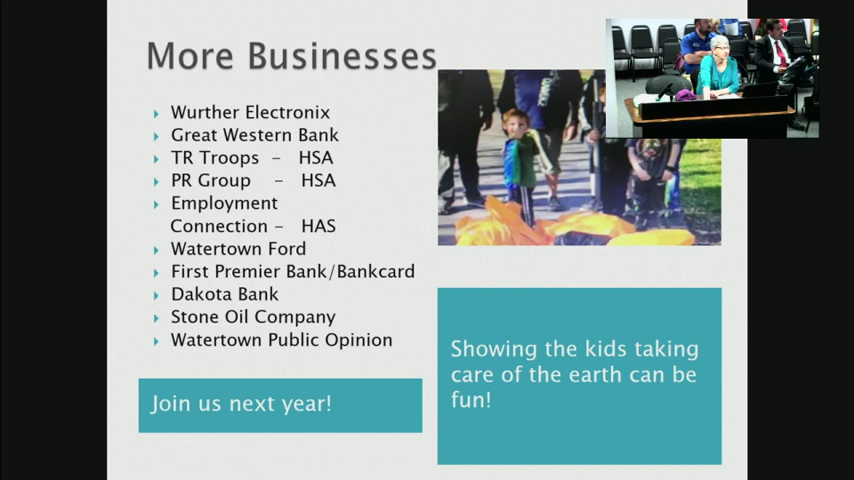 More Businesses
Wurther Electronix
Great Western Bank
TR Troops – HSA
PR Group – HSA
Employment
Connection – HAS
Watertown Ford
First Premier Bank/Bankcard
Dakota Bank
Stone Oil Company
Watertown Public Opinion
Join us next year!
Showing the kids taking
care of the earth can be
fun!